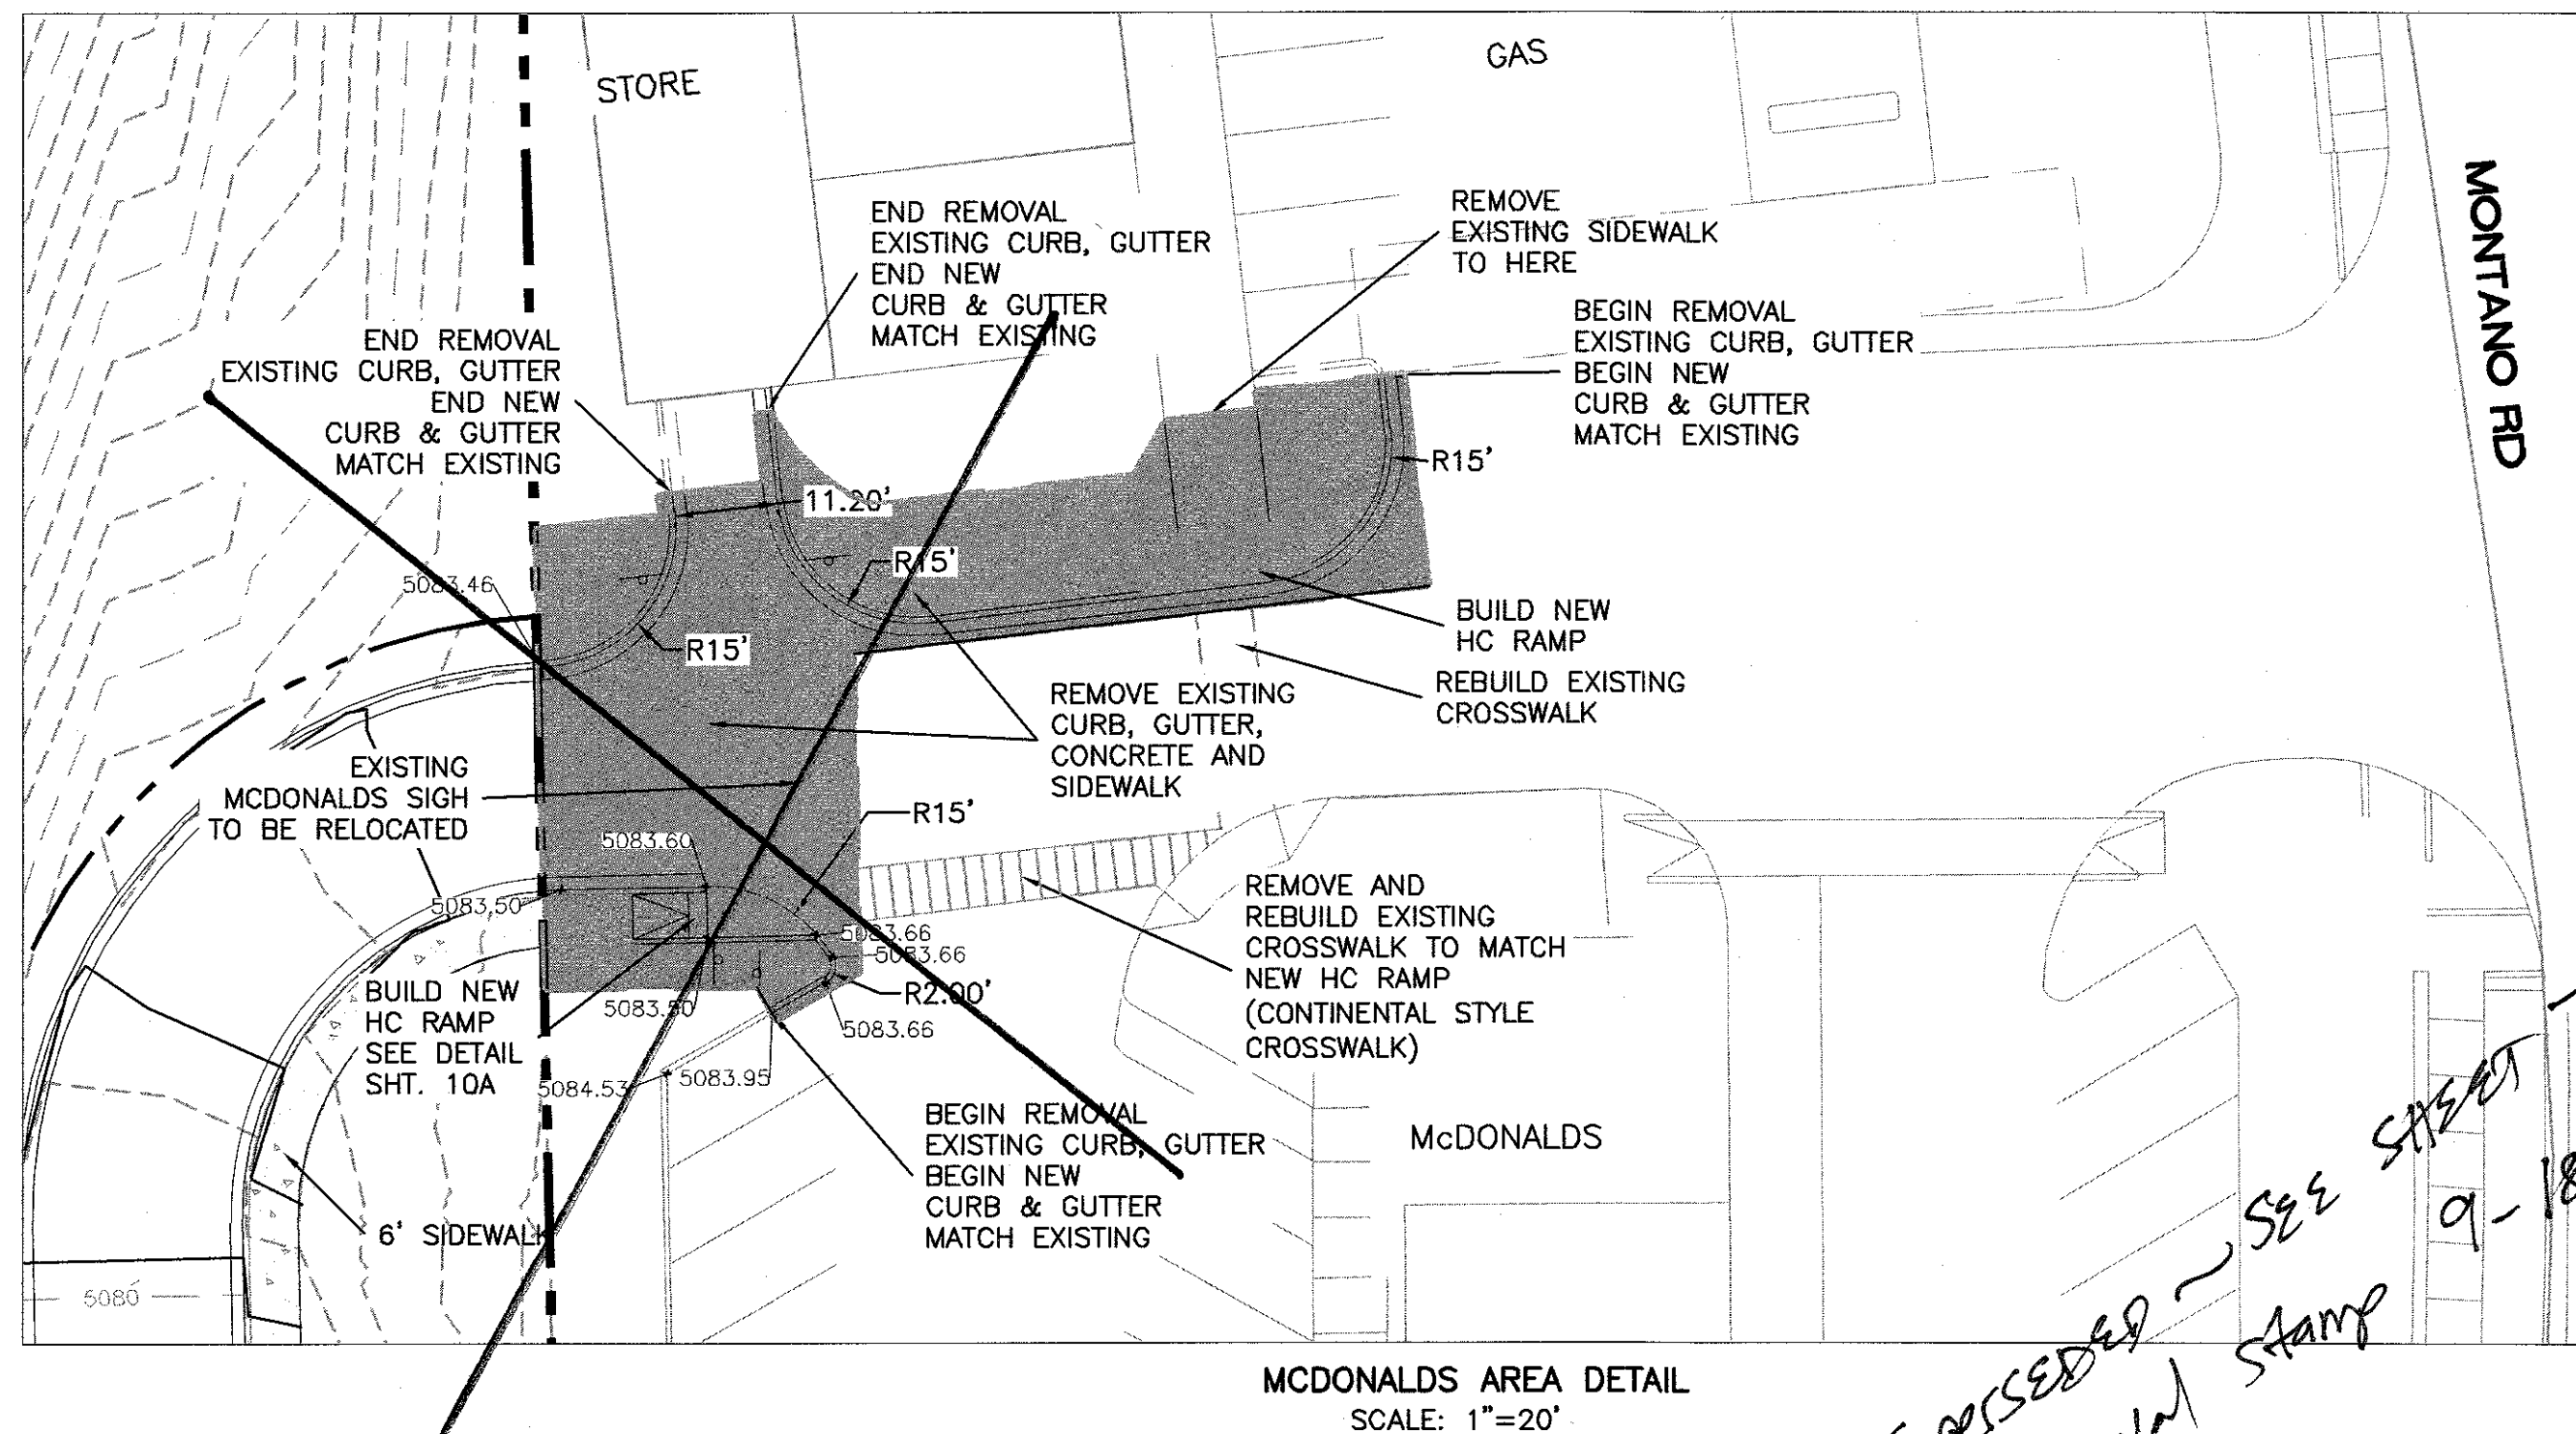 STORE
GAS
MONTANO RD
END REMOVAL
EXISTING CURB, GUTTER
END NEW
CURB & GUTTER
MATCH EXISTING
REMOVE
EXISTING SIDEWALK
TO HERE
BEGIN REMOVAL
EXISTING CURB, GUTTER
BEGIN NEW
CURB & GUTTER
MATCH EXISTING
END REMOVAL
EXISTING CURB, GUTTER
END NEW
CURB & GUTTER
MATCH EXISTING
R15'
11.20'
R15'
5083.46
R15'
BUILD NEW
HC RAMP
REBUILD EXISTING
CROSSWALK
REMOVE EXISTING
CURB, GUTTER,
CONCRETE AND
SIDEWALK
EXISTING
MCDONALDS SIGH
TO BE RELOCATED
R15'
5083.60
5083.50
5083.66
5083.66
R2.00'
5083.50
5083.66
REMOVE AND
REBUILD EXISTING
CROSSWALK TO MATCH
NEW HC RAMP
(CONTINENTAL STYLE
CROSSWALK)
BUILD NEW
HC RAMP
SEE DETAIL
SHT. 10A
5084.53
5083.95
BEGIN REMOVAL
EXISTING CURB, GUTTER
BEGIN NEW
CURB & GUTTER
MATCH EXISTING
McDONALDS
6' SIDEWALK
5080
SEE SHEET
stamp 9-18
MCDONALDS AREA DETAIL
SCALE: 1"=20'